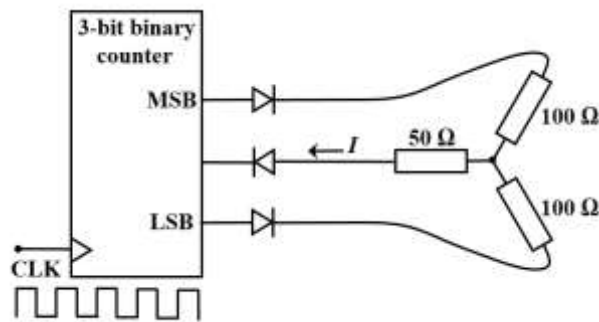 3-bit binary
counter
MSB
100 Ω
50 Ω
I
100 Ω
LSB
CLK